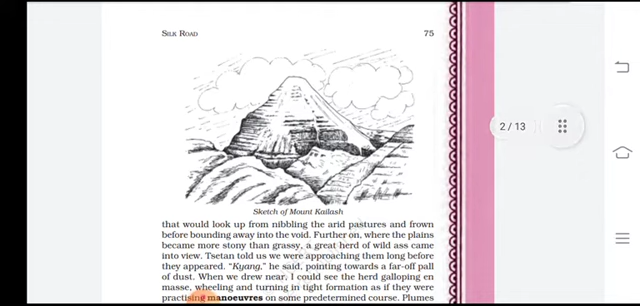 SILK ROAD 75
2 / 13
Sketch of Mount Kailash
that would look up from nibbling the arid pastures and frown
before bounding away into the void. Further on, where the plains
became more stony than grassy, a great herd of wild ass came
into view. Tsetan told us we were approaching them long before
they appeared. “Kyang,” he said, pointing towards a far-off pall
of dust. When we drew near, I could see the herd galloping en
masse, wheeling and turning in tight formation as if they were
practising manoeuvres on some predetermined course. Plumes